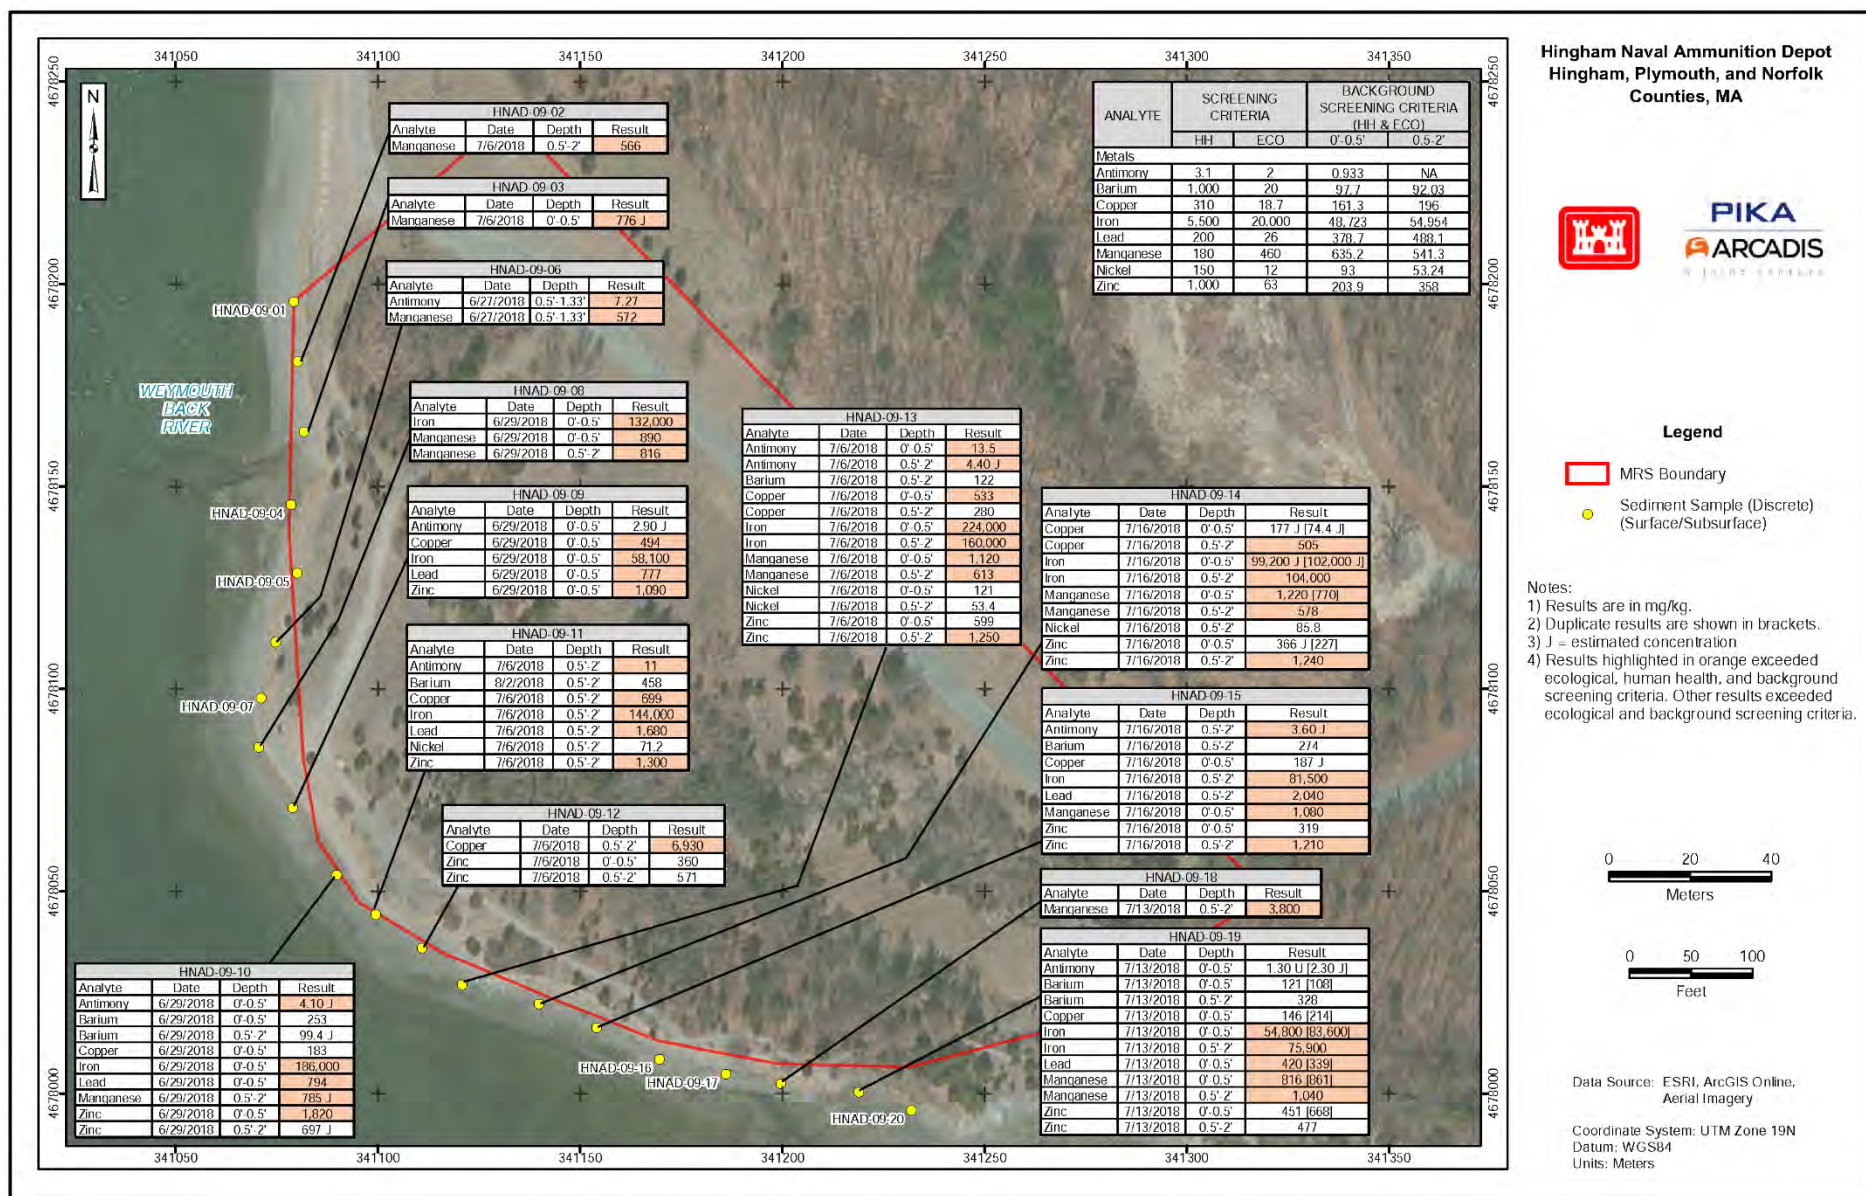 Hingham Naval Ammunition Depot
Hingham, Plymouth, and Norfolk
Counties, MA
341050 341100 341150 341200 341250 341300 341350
4678250 4678250
4678200 4678200
4678150 4678150
4678100 4678100
4678050 4678050
4678000 4678000
341050 341100 341150 341200 341250 341300 341350
N
WEYMOUTH
BACK
RIVER
HNAD-09-01
HNAD-09-04
HNAD-09-05
HNAD-09-07
HNAD-09-16
HNAD-09-17
HNAD-09-20
HNAD-09-02
Analyte Date Depth Result
Manganese 7/6/2018 0.5'-2' 566
HNAD-09-03
Analyte Date Depth Result
Manganese 7/6/2018 0'-0.5' 776 J
HNAD-09-06
Analyte Date Depth Result
Antimony 6/27/2018 0.5'-1.33' 7.27
Manganese 6/27/2018 0.5'-1.33' 572
HNAD-09-08
Analyte Date Depth Result
Iron 6/29/2018 0'-0.5' 132,000
Manganese 6/29/2018 0'-0.5' 890
Manganese 6/29/2018 0.5'-2' 816
HNAD-09-09
Analyte Date Depth Result
Antimony 6/29/2018 0'-0.5' 2.90 J
Copper 6/29/2018 0'-0.5' 494
Iron 6/29/2018 0'-0.5' 58,100
Lead 6/29/2018 0'-0.5' 777
Zinc 6/29/2018 0'-0.5' 1,090
HNAD-09-11
Analyte Date Depth Result
Antimony 7/6/2018 0.5'-2' 11
Barium 8/2/2018 0.5'-2' 458
Copper 7/6/2018 0.5'-2' 699
Iron 7/6/2018 0.5'-2' 144,000
Lead 7/6/2018 0.5'-2' 1,680
Nickel 7/6/2018 0.5'-2' 71.2
Zinc 7/6/2018 0.5'-2' 1,300
HNAD-09-12
Analyte Date Depth Result
Copper 7/6/2018 0.5'-2' 6,930
Zinc 7/6/2018 0'-0.5' 360
Zinc 7/6/2018 0.5'-2' 571
HNAD-09-10
Analyte Date Depth Result
Antimony 6/29/2018 0'-0.5' 4.10 J
Barium 6/29/2018 0'-0.5' 253
Barium 6/29/2018 0.5'-2' 99.4 J
Copper 6/29/2018 0'-0.5' 183
Iron 6/29/2018 0'-0.5' 186,000
Lead 6/29/2018 0'-0.5' 794
Manganese 6/29/2018 0.5'-2' 785 J
Zinc 6/29/2018 0'-0.5' 1,820
Zinc 6/29/2018 0.5'-2' 697 J
HNAD-09-13
Analyte Date Depth Result
Antimony 7/6/2018 0'-0.5' 13.5
Antimony 7/6/2018 0.5'-2' 4.40 J
Barium 7/6/2018 0.5'-2' 122
Copper 7/6/2018 0'-0.5' 533
Copper 7/6/2018 0.5'-2' 280
Iron 7/6/2018 0'-0.5' 224,000
Iron 7/6/2018 0.5'-2' 160,000
Manganese 7/6/2018 0'-0.5' 1,120
Manganese 7/6/2018 0.5'-2' 613
Nickel 7/6/2018 0'-0.5' 121
Nickel 7/6/2018 0.5'-2' 53.4
Zinc 7/6/2018 0'-0.5' 599
Zinc 7/6/2018 0.5'-2' 1,250
ANALYTE SCREENING CRITERIA BACKGROUND SCREENING CRITERIA (HH & ECO)
HH ECO 0'-0.5' 0.5-2'
Metals
Antimony 3.1 2 0.933 NA
Barium 1,000 20 97.7 92.03
Copper 310 18.7 161.3 196
Iron 5,500 20,000 48,723 54,954
Lead 200 26 378.7 488.1
Manganese 180 460 635.2 541.3
Nickel 150 12 93 53.24
Zinc 1,000 63 203.9 358
HNAD-09-14
Analyte Date Depth Result
Copper 7/16/2018 0'-0.5' 177 J [74.4 J]
Copper 7/16/2018 0.5'-2' 505
Iron 7/16/2018 0'-0.5' 99,200 J [102,000 J]
Iron 7/16/2018 0.5'-2' 104,000
Manganese 7/16/2018 0'-0.5' 1,220 [770]
Manganese 7/16/2018 0.5'-2' 578
Nickel 7/16/2018 0.5'-2' 85.8
Zinc 7/16/2018 0'-0.5' 366 J [227]
Zinc 7/16/2018 0.5'-2' 1,240
HNAD-09-15
Analyte Date Depth Result
Antimony 7/16/2018 0.5'-2' 3.60 J
Barium 7/16/2018 0.5'-2' 274
Copper 7/16/2018 0'-0.5' 187 J
Iron 7/16/2018 0.5'-2' 81,500
Lead 7/16/2018 0.5'-2' 2,040
Manganese 7/16/2018 0'-0.5' 1,080
Zinc 7/16/2018 0'-0.5' 319
Zinc 7/16/2018 0.5'-2' 1,210
HNAD-09-18
Analyte Date Depth Result
Manganese 7/13/2018 0.5'-2' 3,800
HNAD-09-19
Analyte Date Depth Result
Antimony 7/13/2018 0'-0.5' 1.30 U [2.30 J]
Barium 7/13/2018 0'-0.5' 121 [108]
Barium 7/13/2018 0.5'-2' 328
Copper 7/13/2018 0'-0.5' 146 [214]
Iron 7/13/2018 0'-0.5' 54,800 [83,600]
Iron 7/13/2018 0.5'-2' 75,900
Lead 7/13/2018 0'-0.5' 420 [339]
Manganese 7/13/2018 0'-0.5' 816 [861]
Manganese 7/13/2018 0.5'-2' 1,040
Zinc 7/13/2018 0'-0.5' 451 [668]
Zinc 7/13/2018 0.5'-2' 477
PIKA
ARCADIS
Legend
MRS Boundary
Sediment Sample (Discrete)
(Surface/Subsurface)
Notes:
1) Results are in mg/kg.
2) Duplicate results are shown in brackets.
3) J = estimated concentration
4) Results highlighted in orange exceeded
ecological, human health, and background
screening criteria. Other results exceeded
ecological and background screening criteria.
0 20 40
Meters
0 50 100
Feet
Data Source: ESRI, ArcGIS Online,
Aerial Imagery
Coordinate System: UTM Zone 19N
Datum: WGS84
Units: Meters